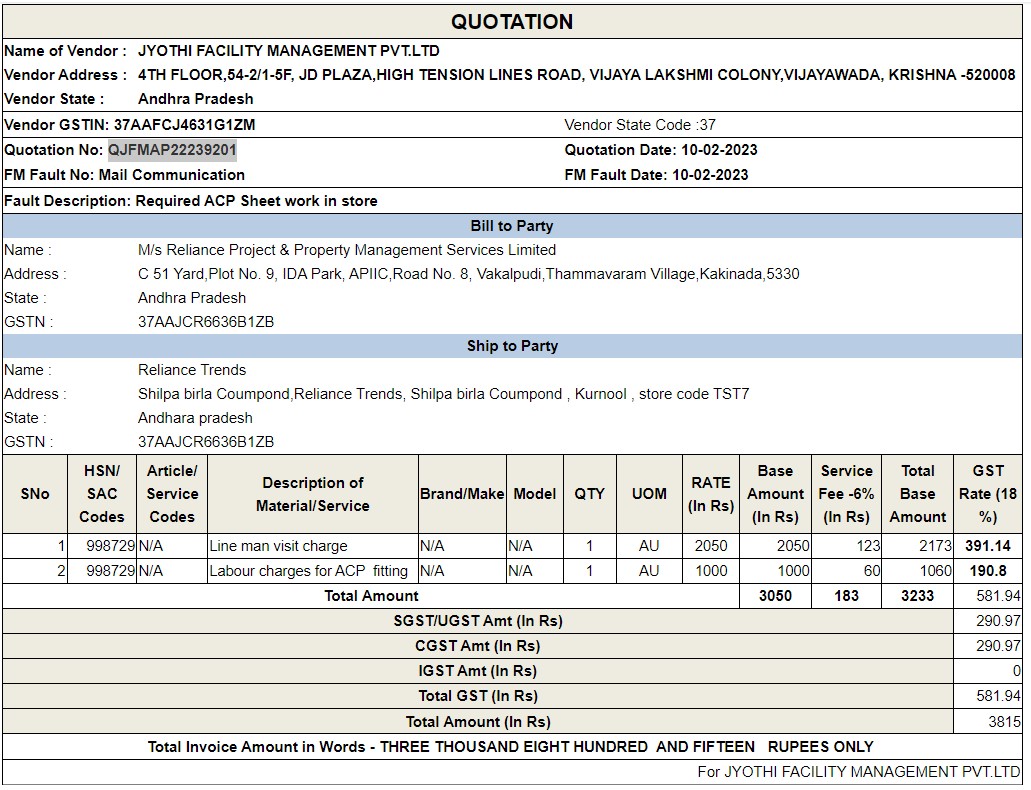 QUOTATION
Name of Vendor : JYOTHI FACILITY MANAGEMENT PVT.LTD
Vendor Address : 4TH FLOOR,54-2/1-5F, JD PLAZA,HIGH TENSION LINES ROAD, VIJAYA LAKSHMI COLONY,VIJAYAWADA, KRISHNA -520008
Vendor State : Andhra Pradesh
Vendor GSTIN: 37AAFCJ4631G1ZM Vendor State Code :37
Quotation No: QJFMAP22239201 Quotation Date: 10-02-2023
FM Fault No: Mail Communication FM Fault Date: 10-02-2023
Fault Description: Required ACP Sheet work in store
Bill to Party
Name : M/s Reliance Project & Property Management Services Limited
Address : C 51 Yard,Plot No. 9, IDA Park, APIIC,Road No. 8, Vakalpudi,Thammavaram Village,Kakinada,5330
State : Andhra Pradesh
GSTN : 37AAJCR6636B1ZB
Ship to Party
Name : Reliance Trends
Address : Shilpa birla Coumpond,Reliance Trends, Shilpa birla Coumpond , Kurnool , store code TST7
State : Andhara pradesh
GSTN : 37AAJCR6636B1ZB
SNo HSN/ SAC Codes Article/ Service Codes Description of Material/Service Brand/Make Model QTY UOM RATE (In Rs) Base Amount (In Rs) Service Fee -6% (In Rs) Total Base Amount GST Rate (18 %)
1 998729 N/A Line man visit charge N/A N/A 1 AU 2050 2050 123 2173 391.14
2 998729 N/A Labour charges for ACP fitting N/A N/A 1 AU 1000 1000 60 1060 190.8
Total Amount 3050 183 3233 581.94
SGST/UGST Amt (In Rs) 290.97
CGST Amt (In Rs) 290.97
IGST Amt (In Rs) 0
Total GST (In Rs) 581.94
Total Amount (In Rs) 3815
Total Invoice Amount in Words - THREE THOUSAND EIGHT HUNDRED AND FIFTEEN RUPEES ONLY
For JYOTHI FACILITY MANAGEMENT PVT.LTD